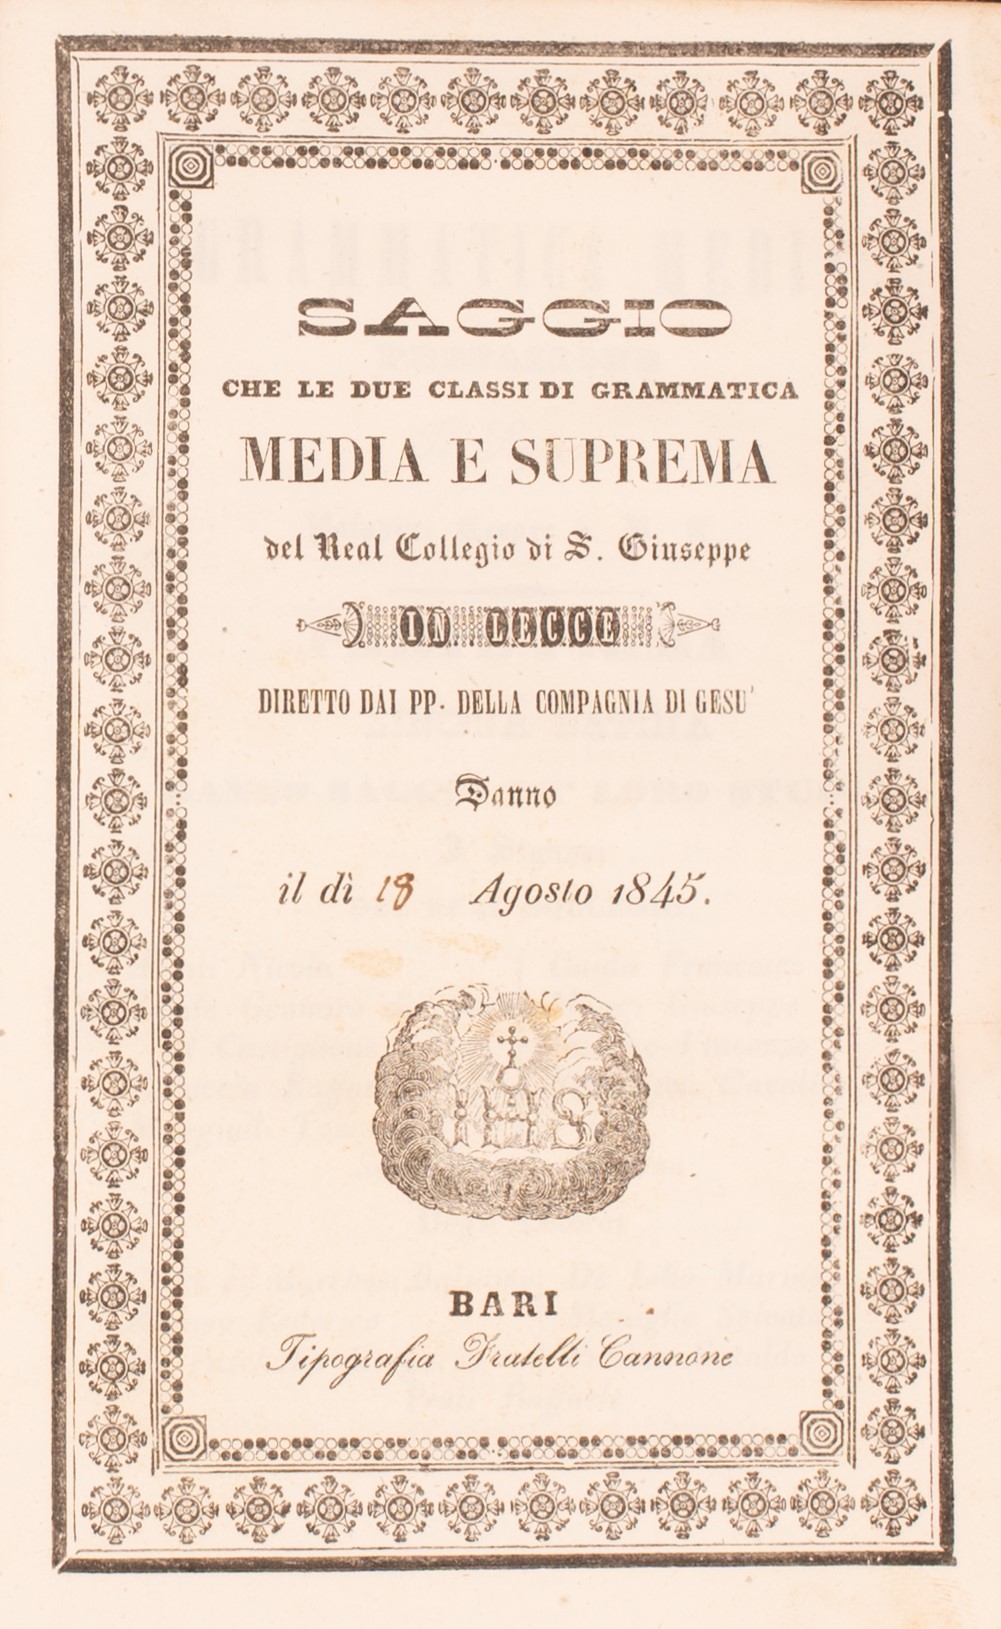 SAGGIO
CHE LE DUE CLASSI DI GRAMMATICA
MEDIA E SUPREMA
del Real Collegio di S. Giuseppe
IN LECCE
DIRETTO DAI PP. DELLA COMPAGNIA DI GESU'
Danno
il dì 18 Agosto 1845.
IHS
BARI
Tipografia Fratelli Cannone